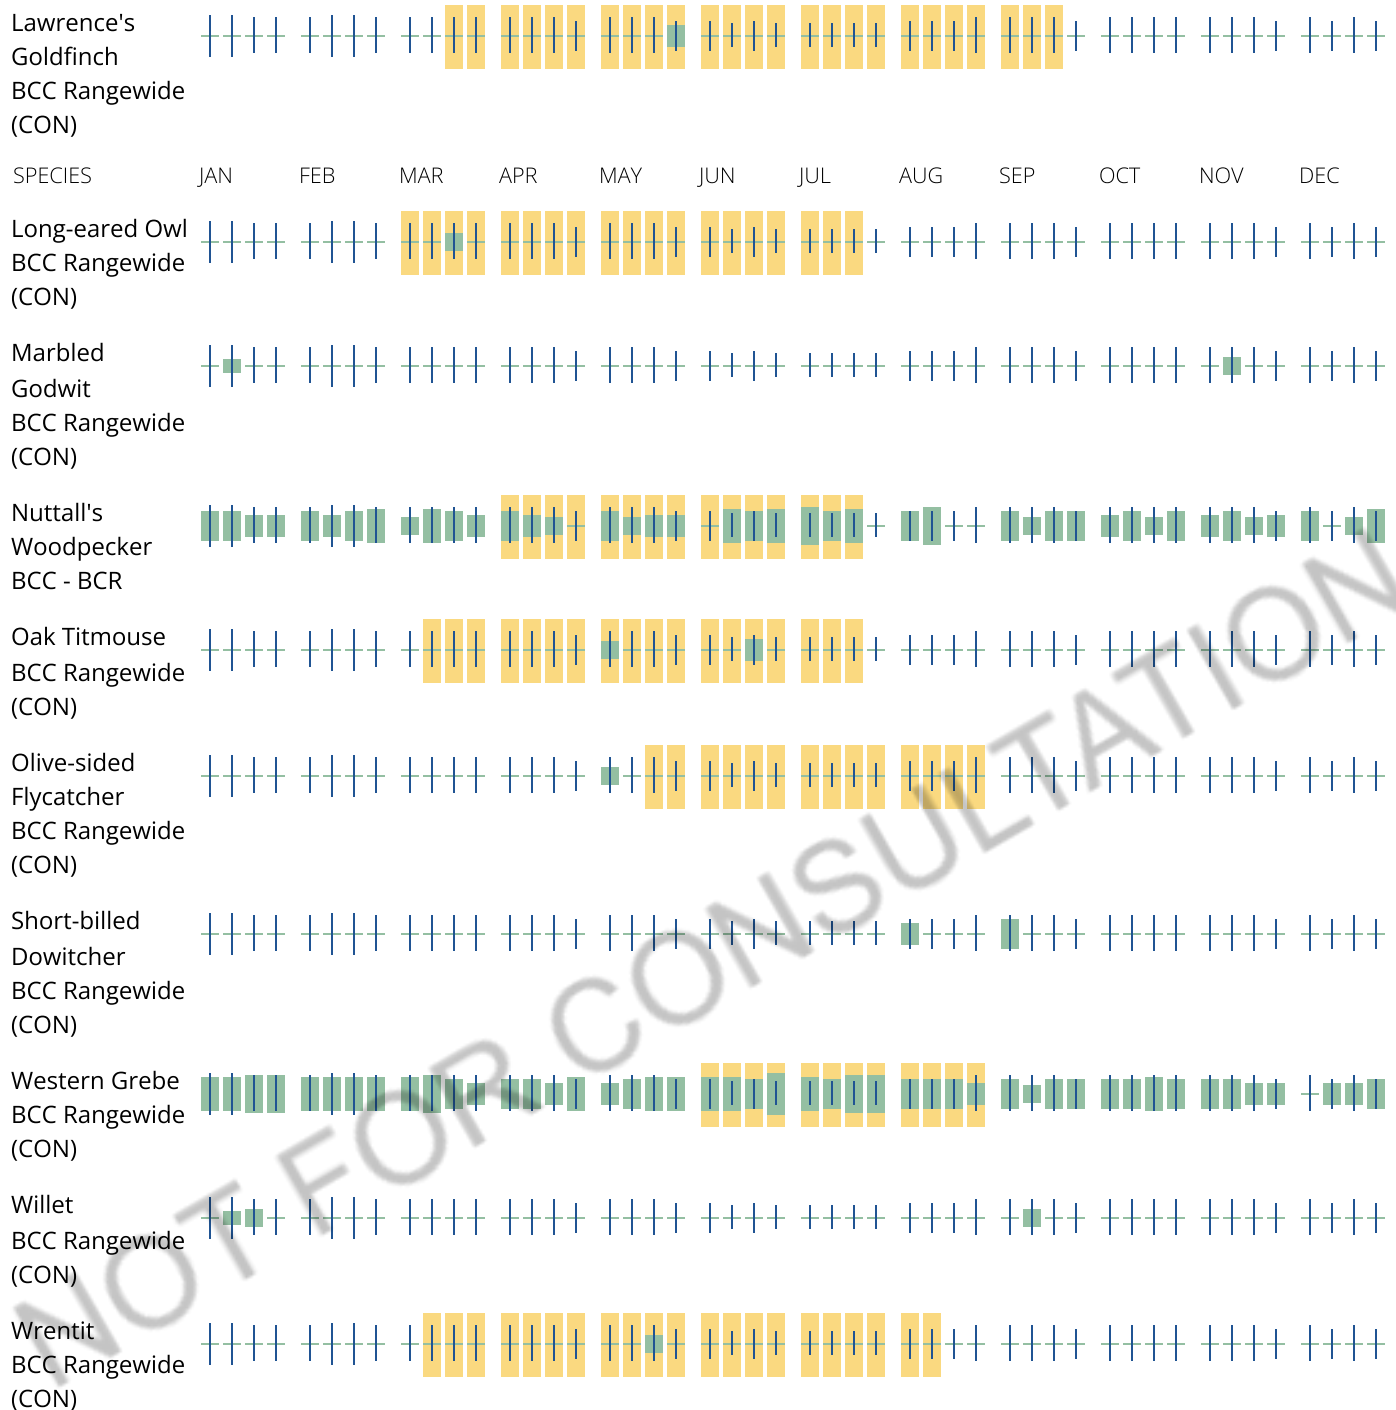 Lawrence's
Goldfinch
BCC Rangewide
(CON)
SPECIES JAN FEB MAR APR MAY JUN JUL AUG SEP OCT NOV DEC
Long-eared Owl
BCC Rangewide
(CON)
Marbled
Godwit
BCC Rangewide
(CON)
Nuttall's
Woodpecker
BCC - BCR
Oak Titmouse
BCC Rangewide
(CON)
Olive-sided
Flycatcher
BCC Rangewide
(CON)
Short-billed
Dowitcher
BCC Rangewide
(CON)
Western Grebe
BCC Rangewide
(CON)
Willet
BCC Rangewide
(CON)
Wrentit
BCC Rangewide
(CON)
NOT FOR CONSULTATION